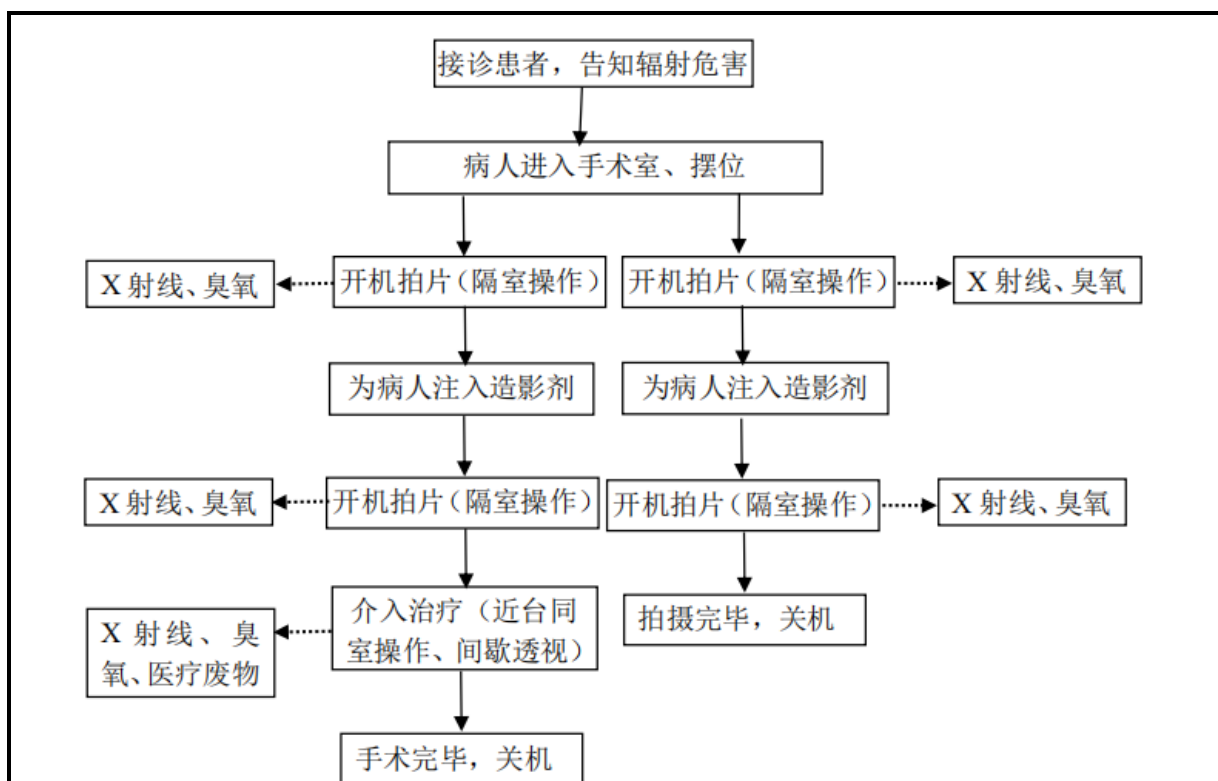 接诊患者，告知辐射危害
病人进入手术室、摆位
X 射线、臭氧
开机拍片（隔室操作）
开机拍片（隔室操作）
X 射线、臭氧
为病人注入造影剂
为病人注入造影剂
X 射线、臭氧
开机拍片（隔室操作）
开机拍片（隔室操作）
X 射线、臭氧
X 射线、臭
氧、医疗废物
介入治疗（近台同
室操作、间歇透视）
拍摄完毕，关机
手术完毕，关机